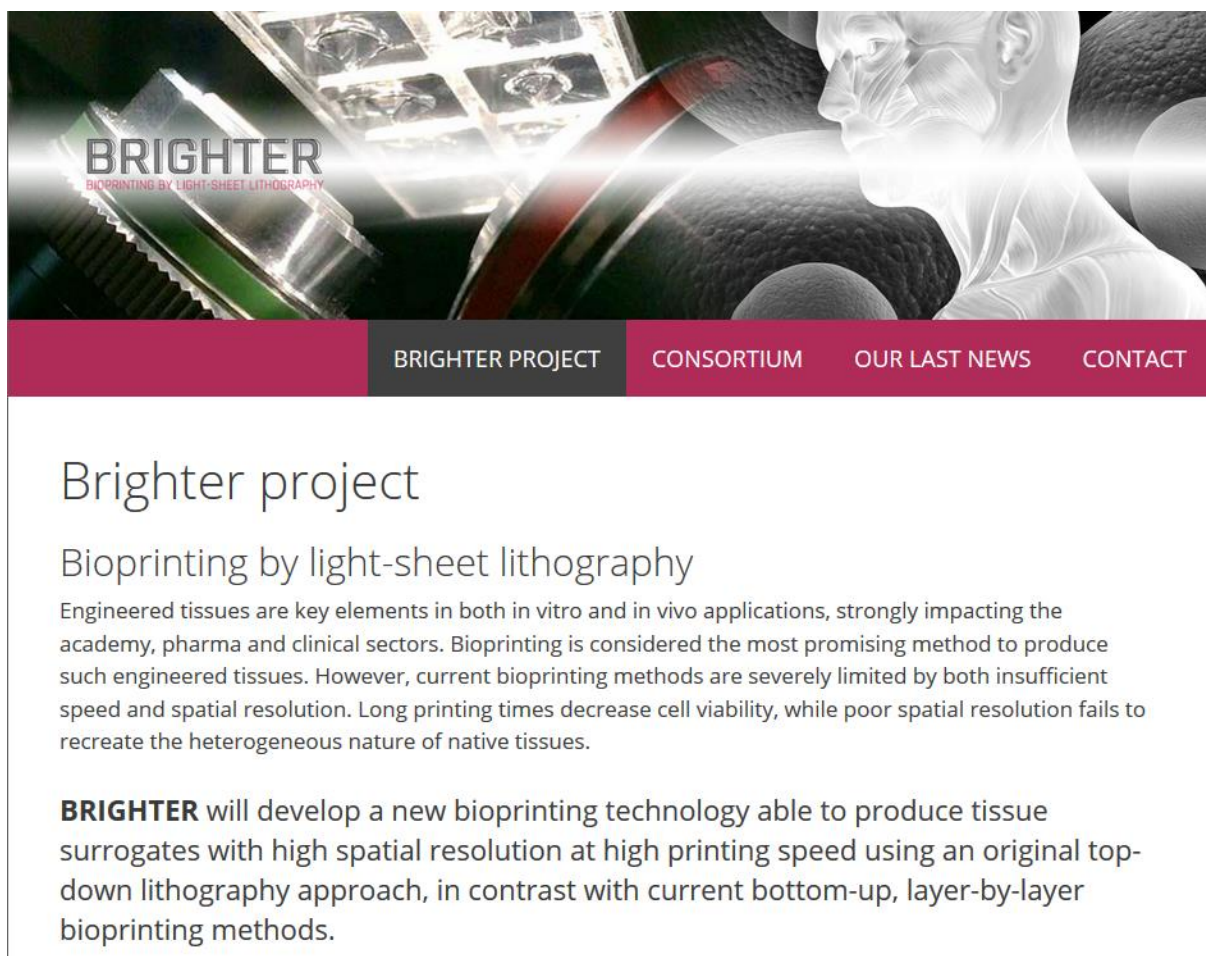 BRIGHTER
BIOPRINTING BY LIGHT-SHEET LITHOGRAPHY
BRIGHTER PROJECT CONSORTIUM OUR LAST NEWS CONTACT
Brighter project
Bioprinting by light-sheet lithography
Engineered tissues are key elements in both in vitro and in vivo applications, strongly impacting the
academy, pharma and clinical sectors. Bioprinting is considered the most promising method to produce
such engineered tissues. However, current bioprinting methods are severely limited by both insufficient
speed and spatial resolution. Long printing times decrease cell viability, while poor spatial resolution fails to
recreate the heterogeneous nature of native tissues.
BRIGHTER will develop a new bioprinting technology able to produce tissue
surrogates with high spatial resolution at high printing speed using an original top-
down lithography approach, in contrast with current bottom-up, layer-by-layer
bioprinting methods.